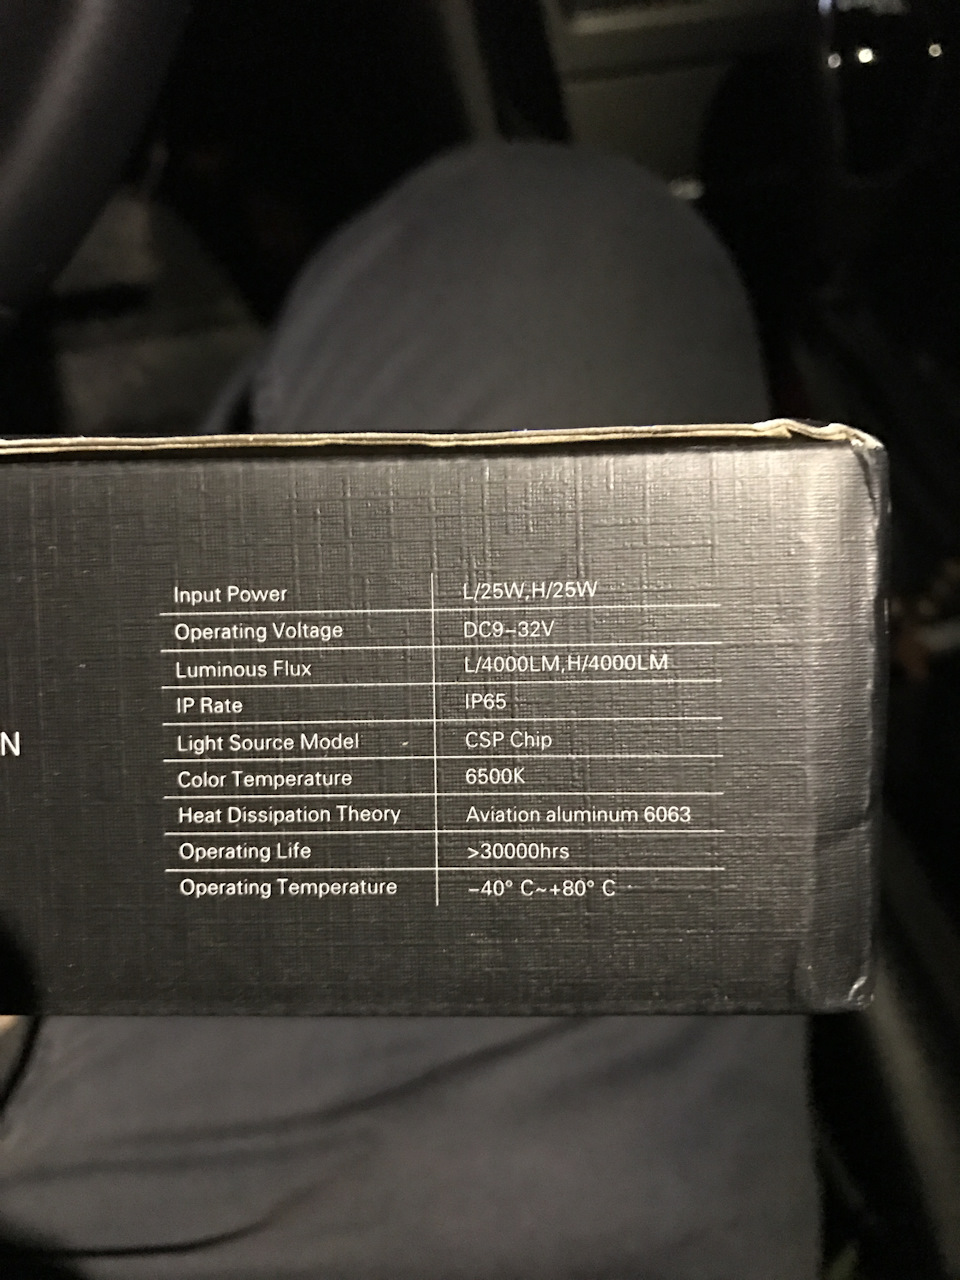 Input Power L/25W,H/25W
Operating Voltage DC9-32V
Luminous Flux L/4000LM,H/4000LM
IP Rate IP65
N
Light Source Model CSP Chip
Color Temperature 6500K
Heat Dissipation Theory Aviation aluminum 6063
Operating Life >30000hrs
Operating Temperature -40° C~+80° C